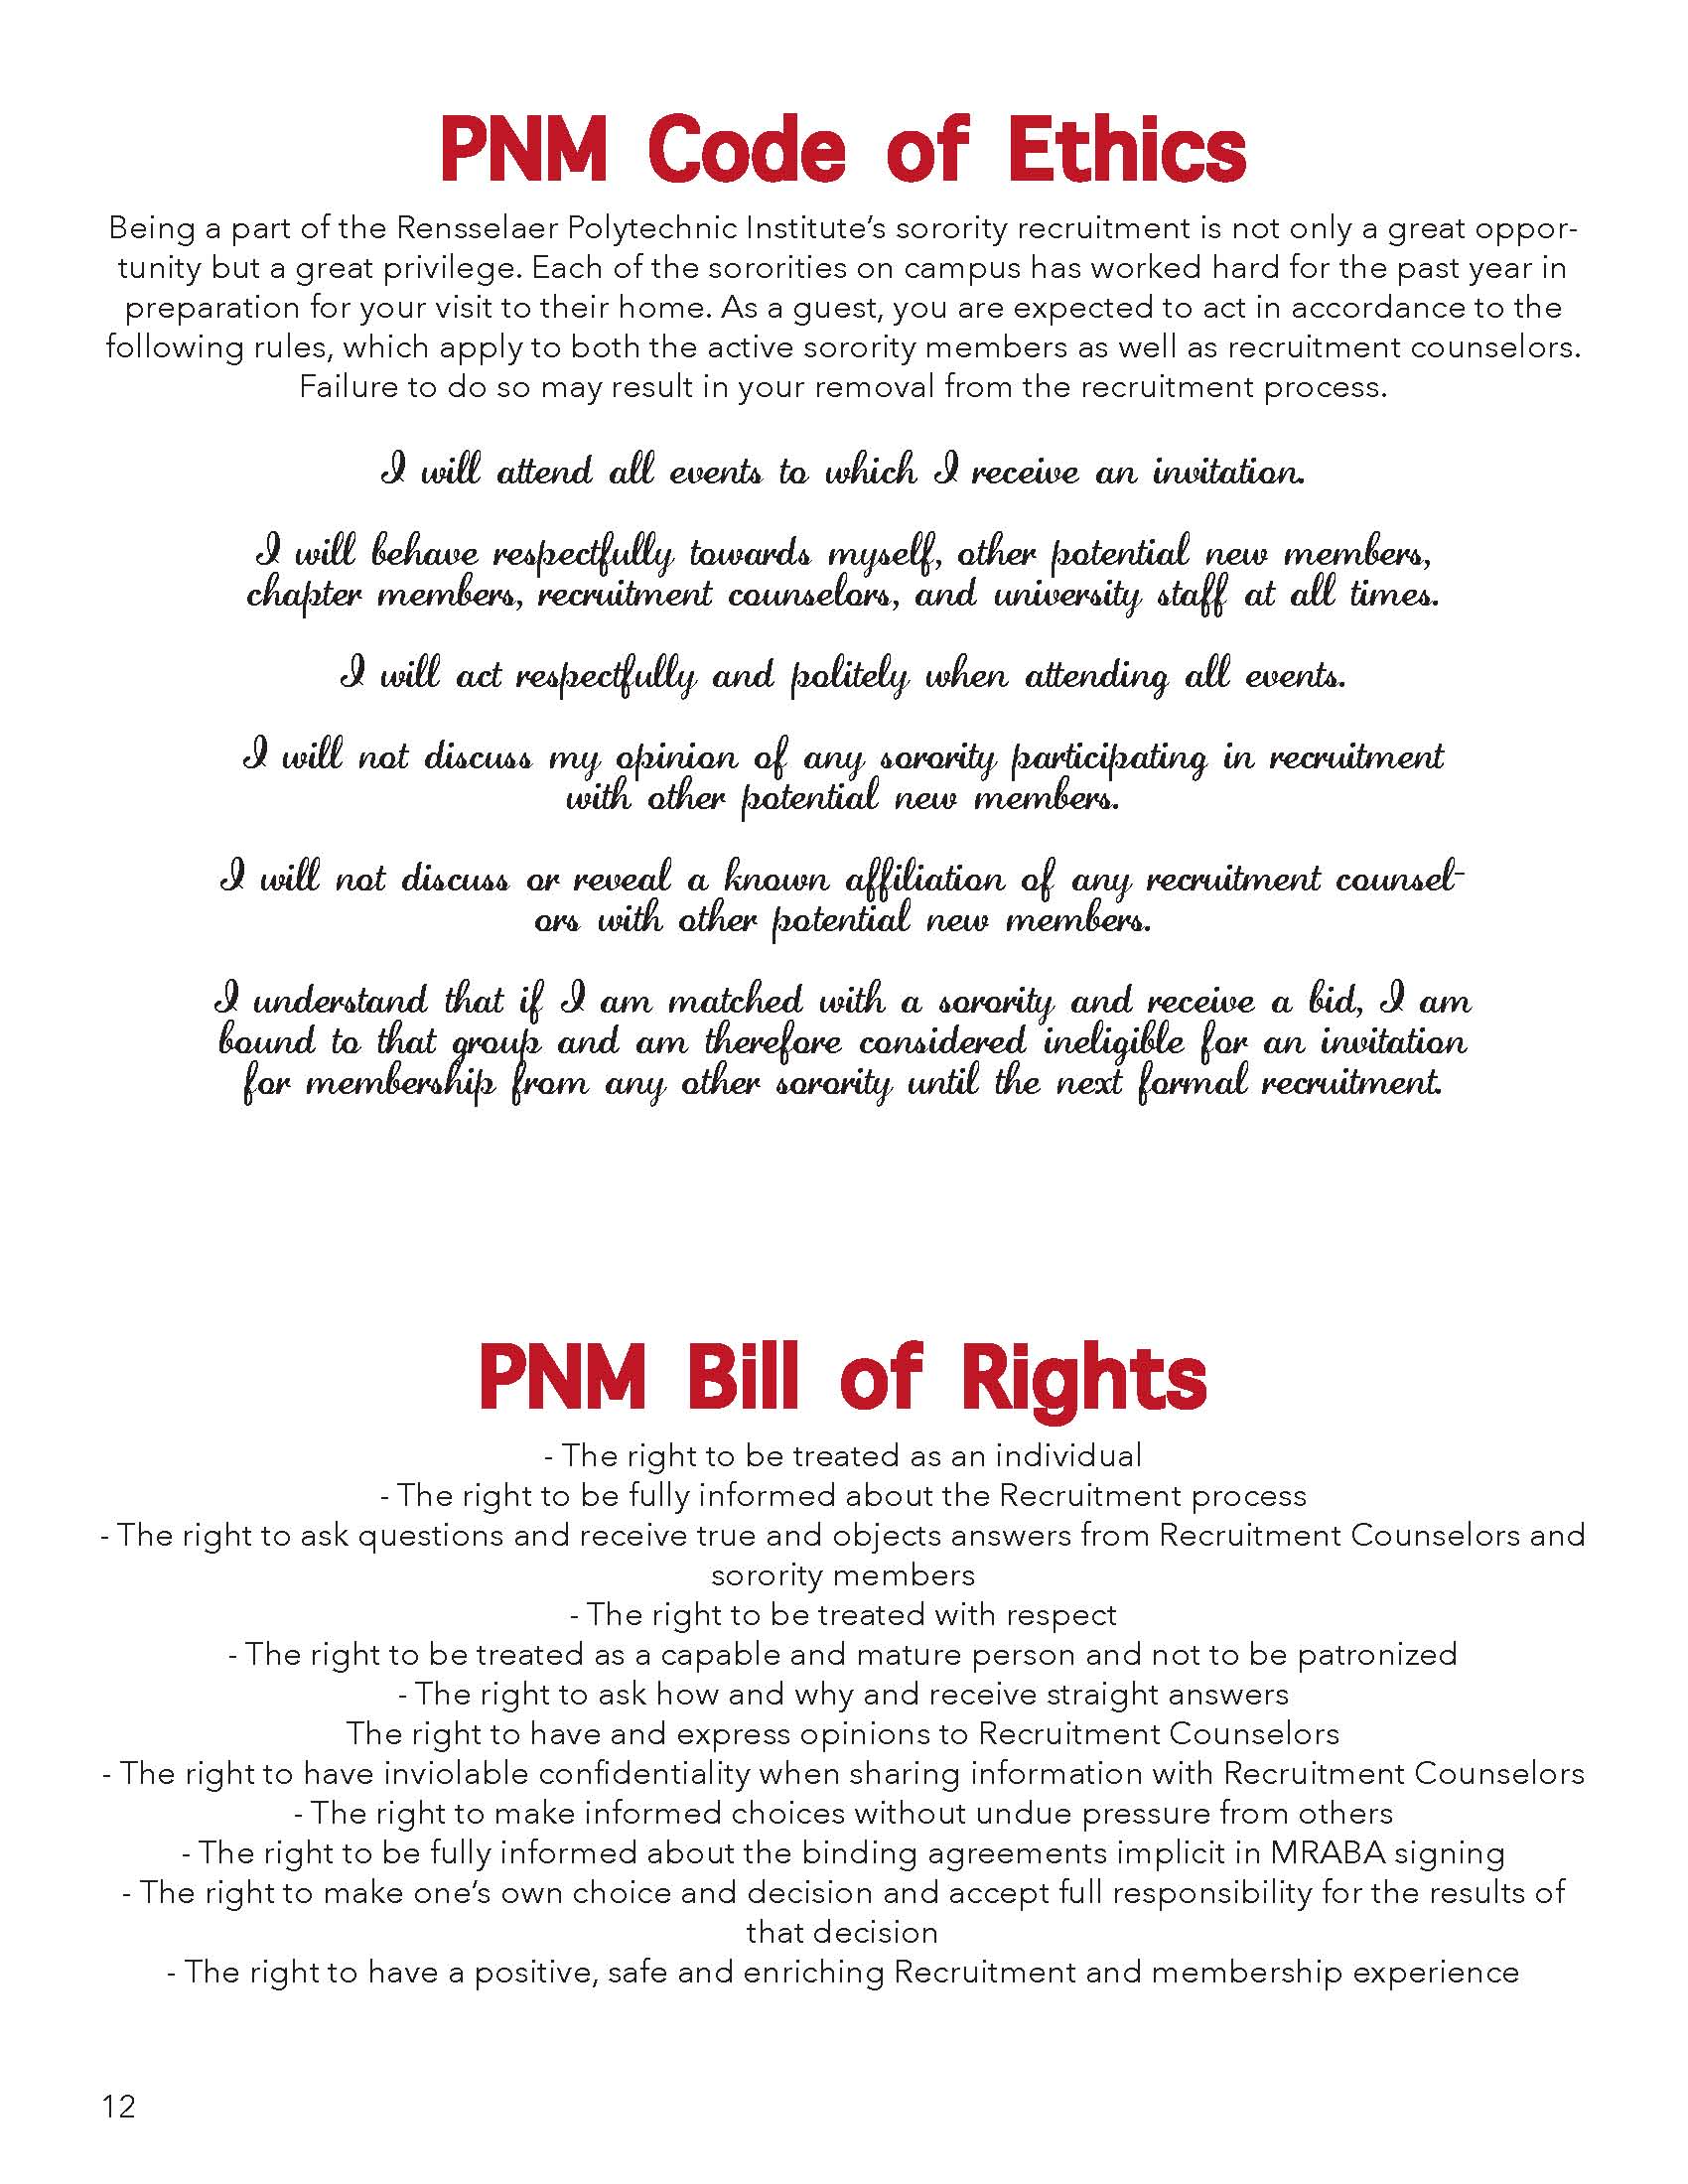 PNM Code of Ethics
Being a part of the Rensselaer Polytechnic Institute's sorority recruitment is not only a great oppor-
tunity but a great privilege. Each of the sororities on campus has worked hard for the past year in
preparation for your visit to their home. As a guest, you are expected to act in accordance to the
following rules, which apply to both the active sorority members as well as recruitment counselors.
Failure to do so may result in your removal from the recruitment process.
I will attend all events to which I receive an invitation.
I will behave respectfully towards myself, other potential new members,
chapter members, recruitment counselors, and university staff at all times.
I will act respectfully and politely when attending all events.
I will not discuss my opinion of any sorority participating in recruitment
with other potential new members.
I will not discuss or reveal a known affiliation of any recruitment counsel-
ors with other potential new members.
I understand that if I am matched with a sorority and receive a bid, I am
bound to that group and am therefore considered ineligible for an invitation
for membership from any other sorority until the next formal recruitment.
PNM Bill of Rights
- The right to be treated as an individual
- The right to be fully informed about the Recruitment process
- The right to ask questions and receive true and objects answers from Recruitment Counselors and
sorority members
- The right to be treated with respect
- The right to be treated as a capable and mature person and not to be patronized
- The right to ask how and why and receive straight answers
The right to have and express opinions to Recruitment Counselors
- The right to have inviolable confidentiality when sharing information with Recruitment Counselors
- The right to make informed choices without undue pressure from others
- The right to be fully informed about the binding agreements implicit in MRABA signing
- The right to make one's own choice and decision and accept full responsibility for the results of
that decision
- The right to have a positive, safe and enriching Recruitment and membership experience
12